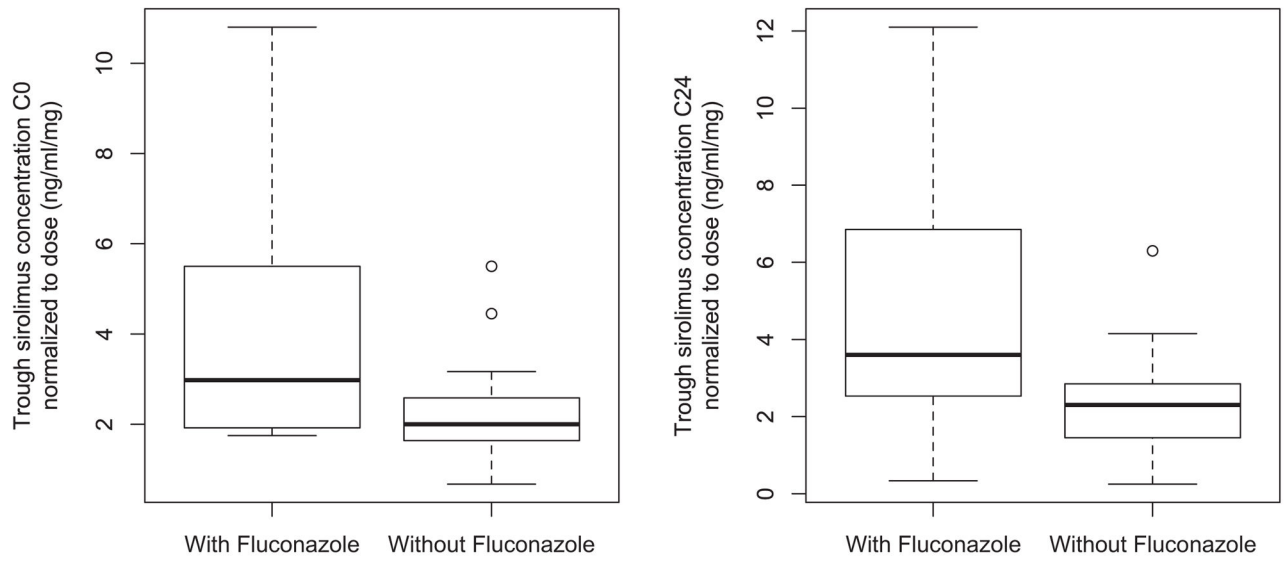 Trough sirolimus concentration C0
normalized to dose (ng/ml/mg)
10
8
6
4
2
With Fluconazole
Without Fluconazole
Trough sirolimus concentration C24
normalized to dose (ng/ml/mg)
12
10
8
6
4
2
0
With Fluconazole
Without Fluconazole